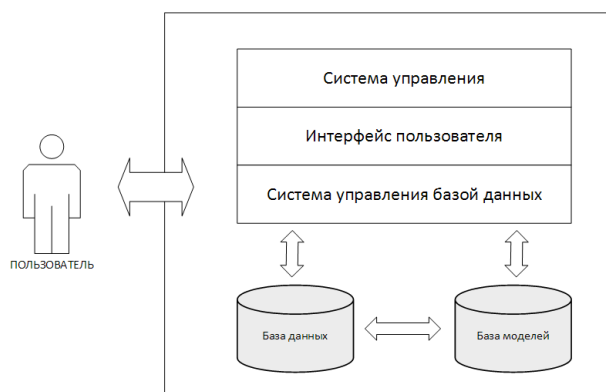 Система управления
Интерфейс пользователя
Система управления базой данных
ПОЛЬЗОВАТЕЛЬ
База данных
База моделей